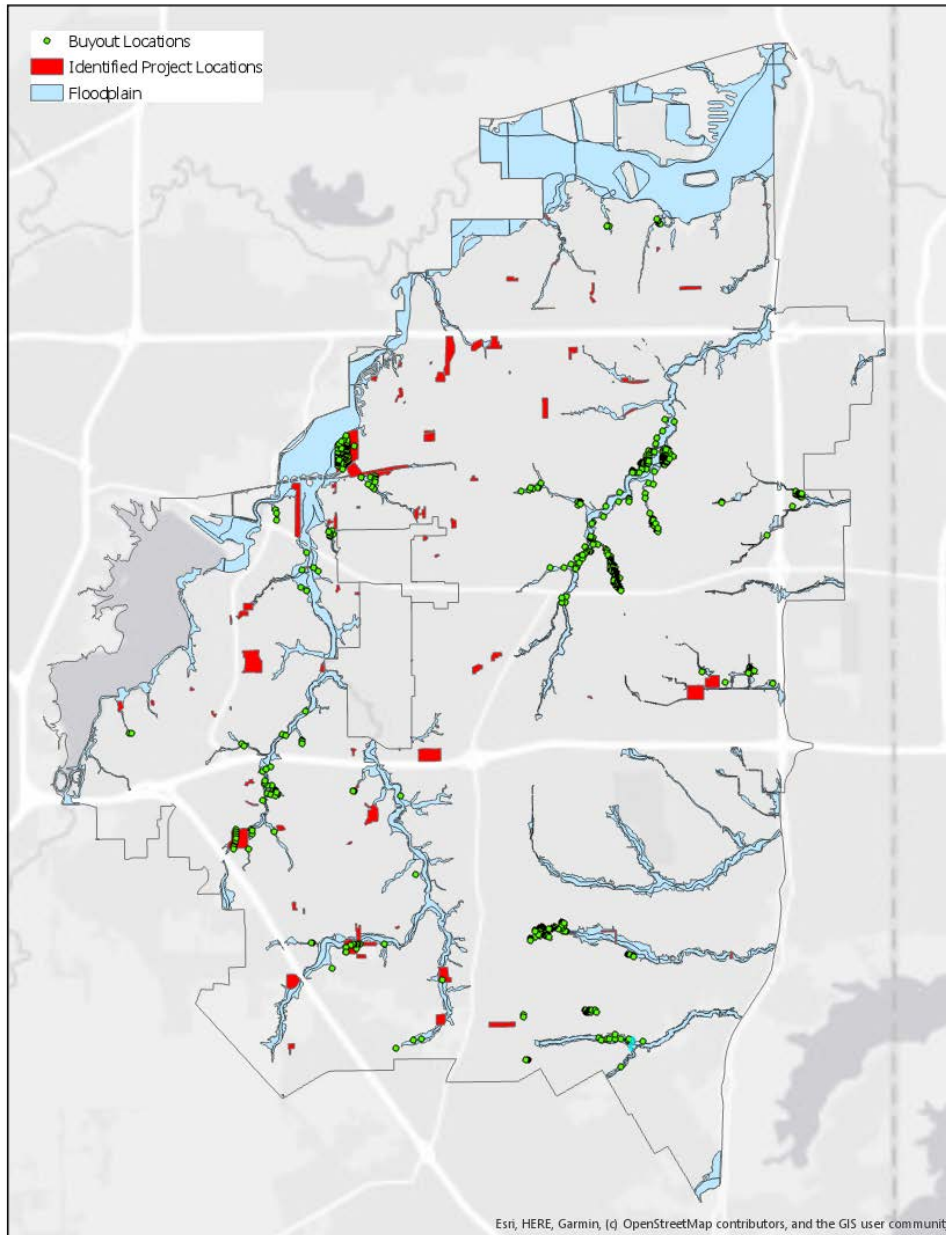 Buyout Locations
Identified Project Locations
Floodplain
Esri, HERE, Garmin, (c) OpenStreetMap contributors, and the GIS user communit